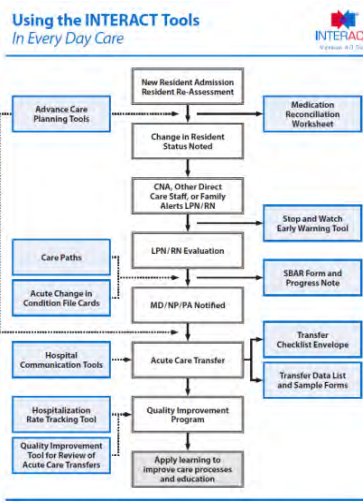 Using the INTERACT Tools
In Every Day Care
INTERACT
New Resident Admission
Resident Re-Assessment
Advance Care
Planning Tools
Medication
Reconciliation
Worksheet
Change in Resident
Status Noted
CNA, Other Direct
Care Staff, or Family
Alerts LPN/RN
Stop and Watch
Early Warning Tool
LPN/RN Evaluation
Care Paths
SBAR Form and
Progress Note
Acute Change in
Condition File Cards
MD/NP/PA Notified
Transfer
Checklist Envelope
Hospital
Communication Tools
Acute Care Transfer
Transfer Data List
and Sample Forms
Hospitalization
Rate Tracking Tool
Quality Improvement
Program
Quality Improvement
Tool for Review of
Acute Care Transfers
Apply learning to
improve care processes
and education